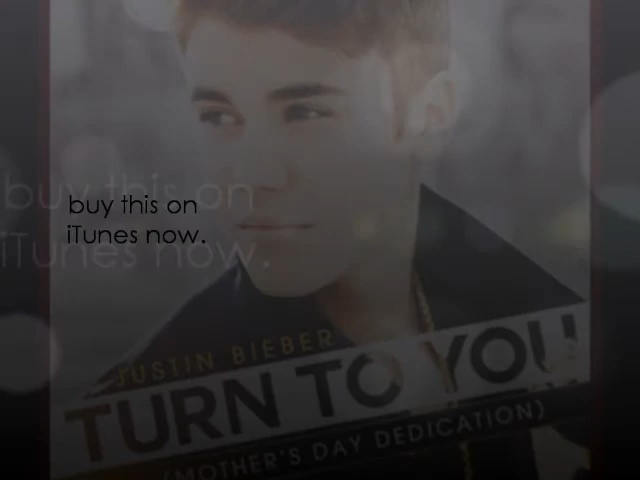 buy this on
iTunes now.
buy this on
iTunes now.
JUSTIN BIEBER
TURN TO YOU
(MOTHER'S DAY DEDICATION)